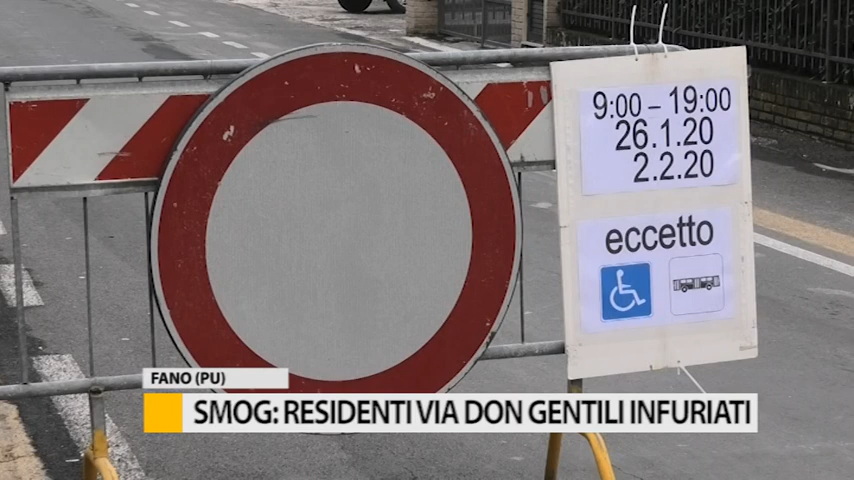 9:00 – 19:00
26.1.20
2.2.20
eccetto
FANO (PU)
SMOG: RESIDENTI VIA DON GENTILI INFURIATI